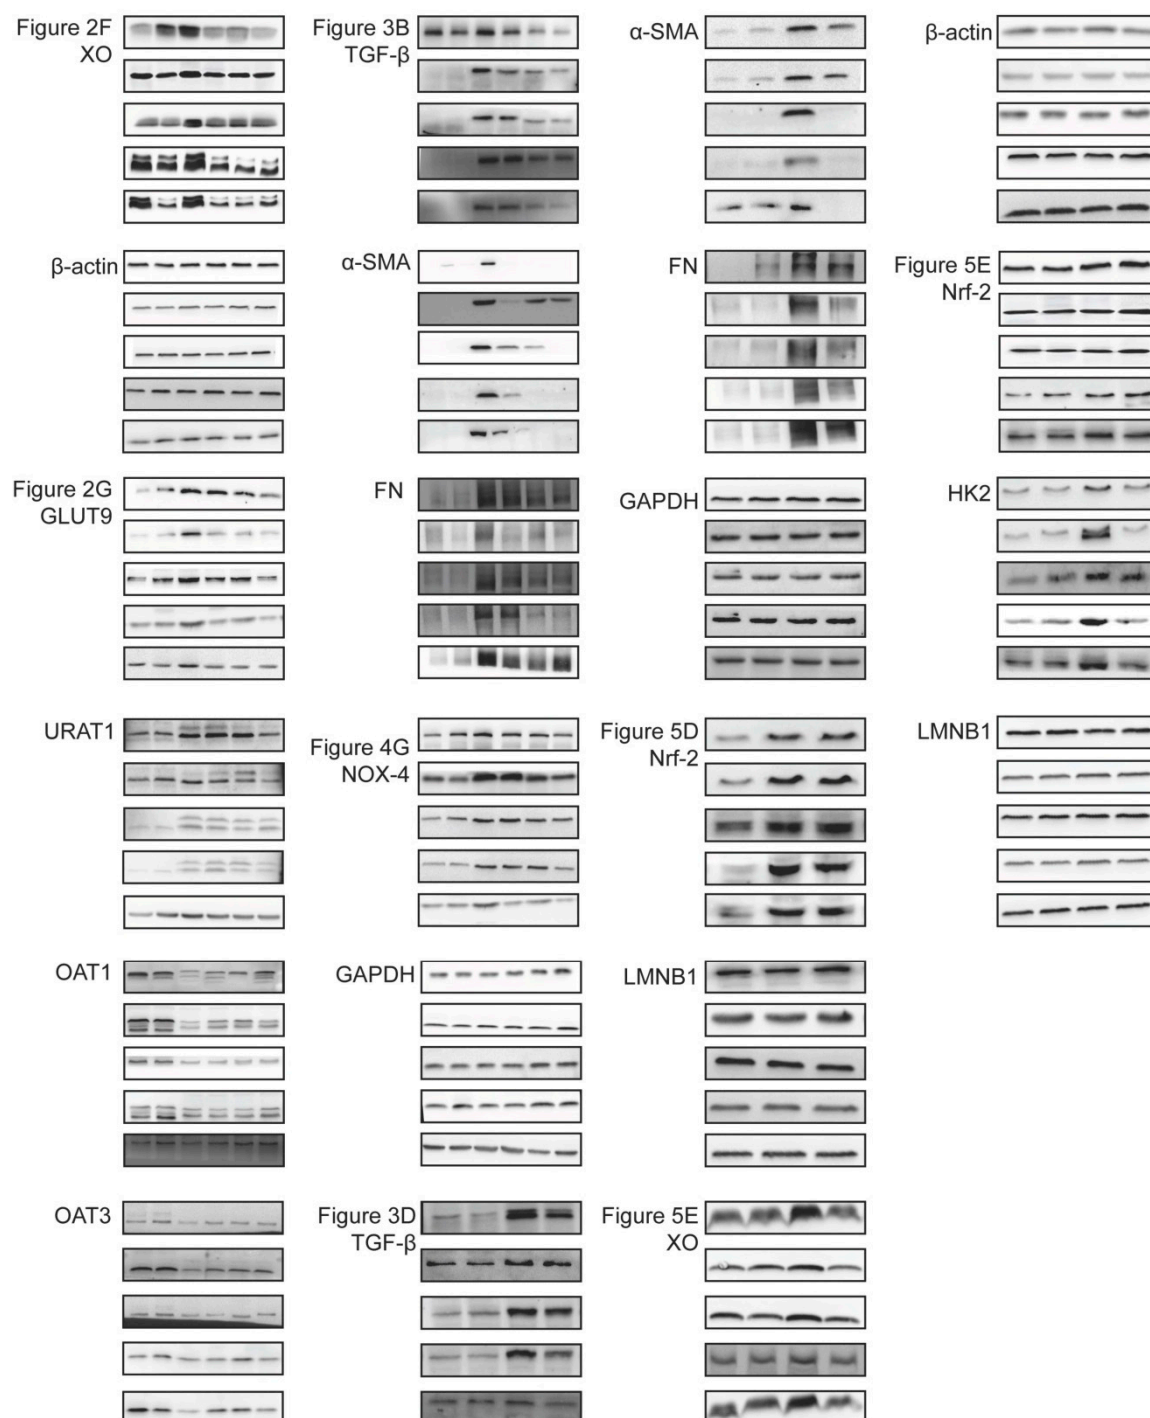 Figure 2F
XO
β-actin
Figure 2G
GLUT9
URAT1
OAT1
OAT3
Figure 3B
TGF-β
α-SMA
FN
Figure 4G
NOX-4
GAPDH
Figure 3D
TGF-β
α-SMA
FN
GAPDH
Figure 5D
Nrf-2
LMNB1
Figure 5E
XO
β-actin
Figure 5E
Nrf-2
HK2
LMNB1